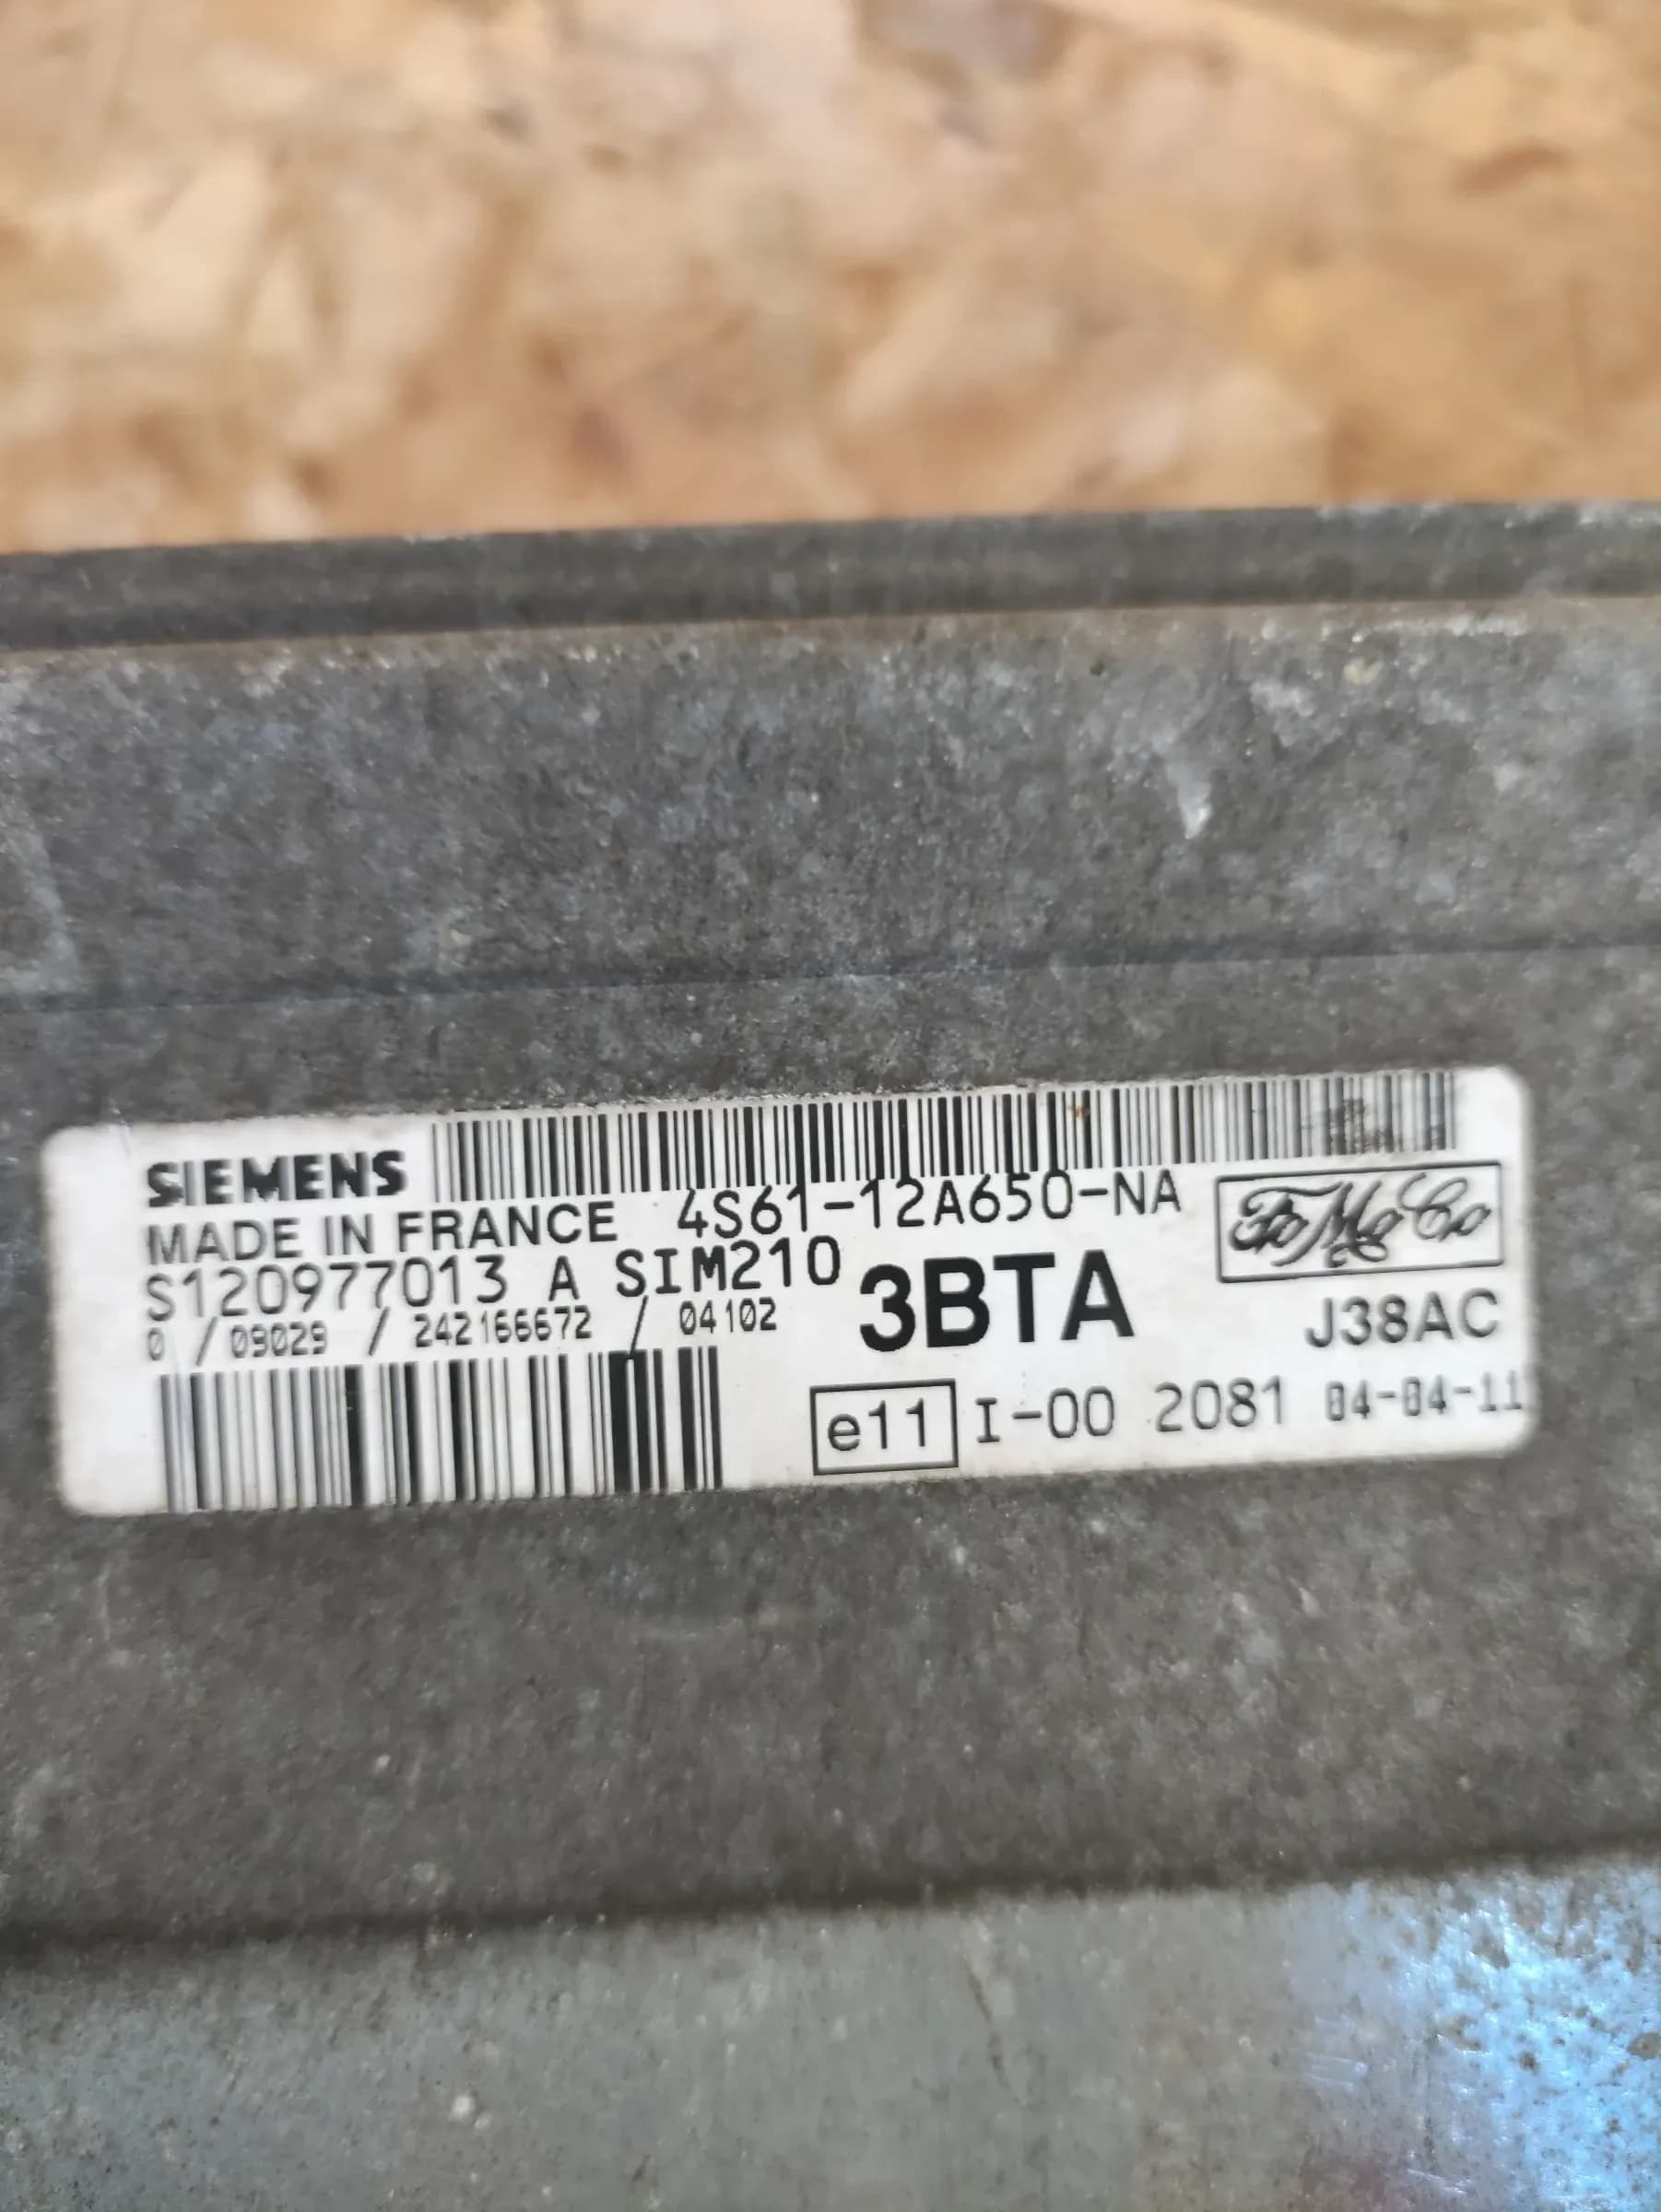 SIEMENS
MADE IN FRANCE 4S61-12A650-NA
FoMoCo
S120977013 A SIM210
3BTA
J38AC
0 / 09029 / 242166672 / 04102
e11 I-00 2081 04-04-11